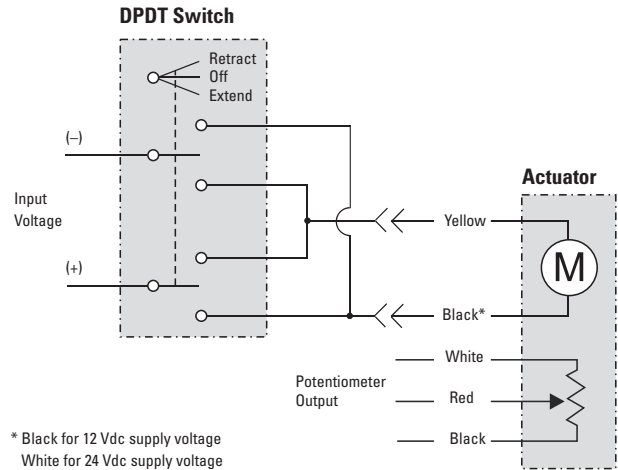 DPDT Switch
Retract
Off
Extend
(–)
Input
Voltage
(+)
Actuator
Yellow
M
Black*
White
Potentiometer
Output
Red
Black
* Black for 12 Vdc supply voltage
White for 24 Vdc supply voltage